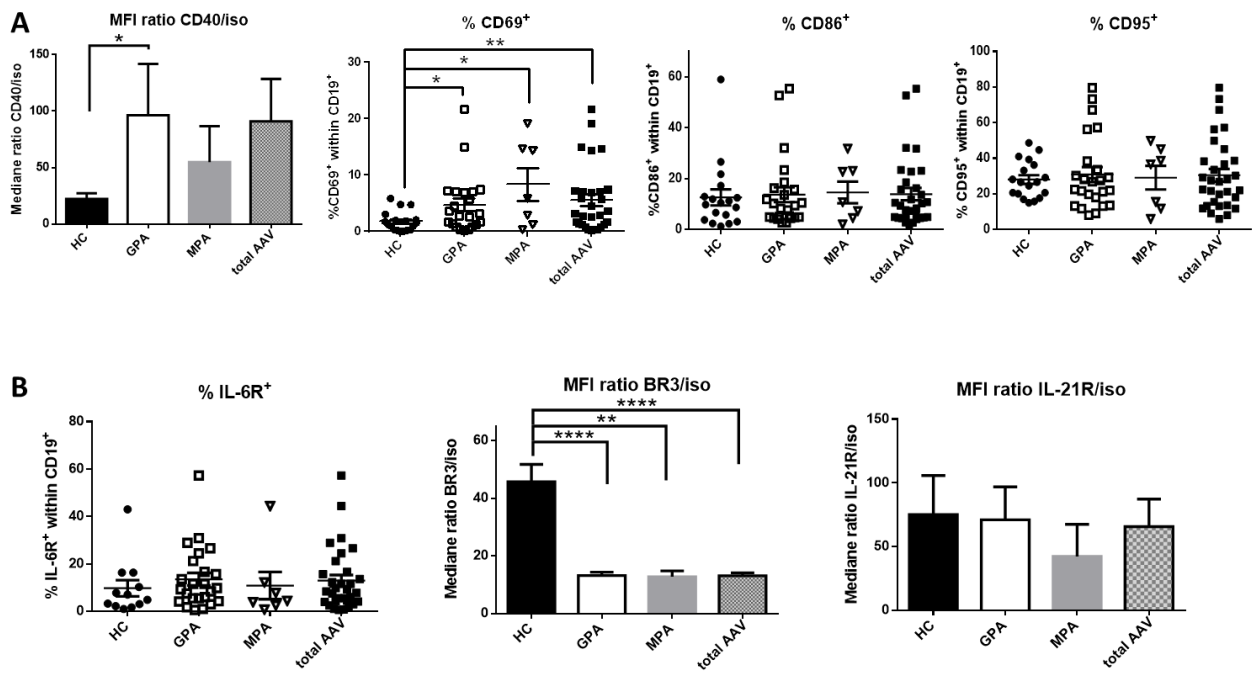 A
MFI ratio CD40/iso
Mediane ratio CD40/iso
150
100
50
0
*
HC
GPA
MPA
total AAV
% CD69+
%CD69+ within CD19+
30
20
10
0
**
*
*
HC
GPA
MPA
total AAV
% CD86+
%CD86+ within CD19+
60
40
20
0
HC
GPA
MPA
total AAV
% CD95+
% CD95+ within CD19+
100
80
60
40
20
0
HC
GPA
MPA
total AAV
B
% IL-6R+
% IL-6R+ within CD19+
80
60
40
20
0
HC
GPA
MPA
total AAV
MFI ratio BR3/iso
Mediane ratio BR3/iso
60
40
20
0
****
**
****
HC
GPA
MPA
total AAV
MFI ratio IL-21R/iso
Mediane ratio IL-21R/iso
150
100
50
0
HC
GPA
MPA
total AAV